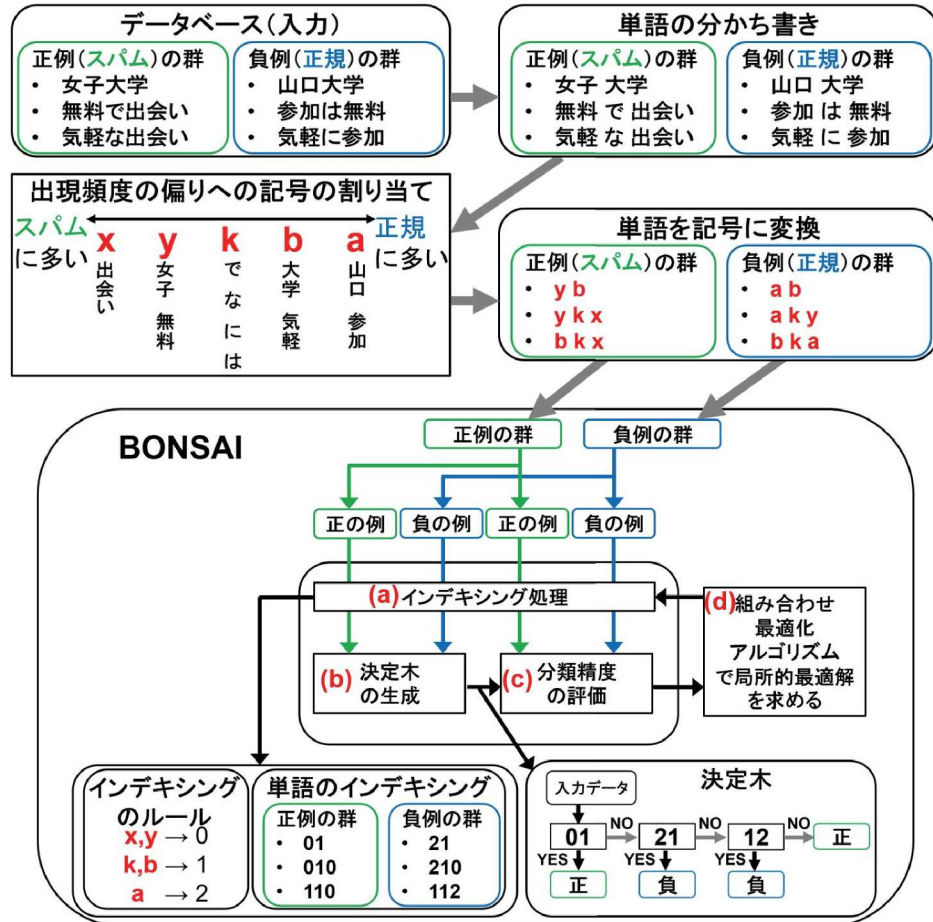 データベース(入力)
正例(スパム)の群
・ 女子大学
・ 無料で出会い
・ 気軽な出会い
負例(正規)の群
・ 山口大学
・ 参加は無料
・ 気軽に参加
単語の分かち書き
正例(スパム)の群
・ 女子 大学
・ 無料 で 出会い
・ 気軽 な 出会い
負例(正規)の群
・ 山口 大学
・ 参加 は 無料
・ 気軽 に 参加
出現頻度の偏りへの記号の割り当て
スパム
に多い
x
y
k
b
a
正規
に多い
出会い
女子 無料
でなには
大学 気軽
山口 参加
単語を記号に変換
正例(スパム)の群
・ y b
・ y k x
・ b k x
負例(正規)の群
・ a b
・ a k y
・ b k a
BONSAI
正例の群
負例の群
正の例
負の例
正の例
負の例
(a)インデキシング処理
(b)決定木
の生成
(c)分類精度
の評価
(d)組み合わせ
最適化
アルゴリズム
で局所的最適解
を求める
インデキシング
のルール
x,y → 0
k,b → 1
a → 2
単語のインデキシング
正例の群
・ 01
・ 010
・ 110
負例の群
・ 21
・ 210
・ 112
決定木
入力データ
01
NO
21
NO
12
NO
正
YES
YES
YES
正
負
負